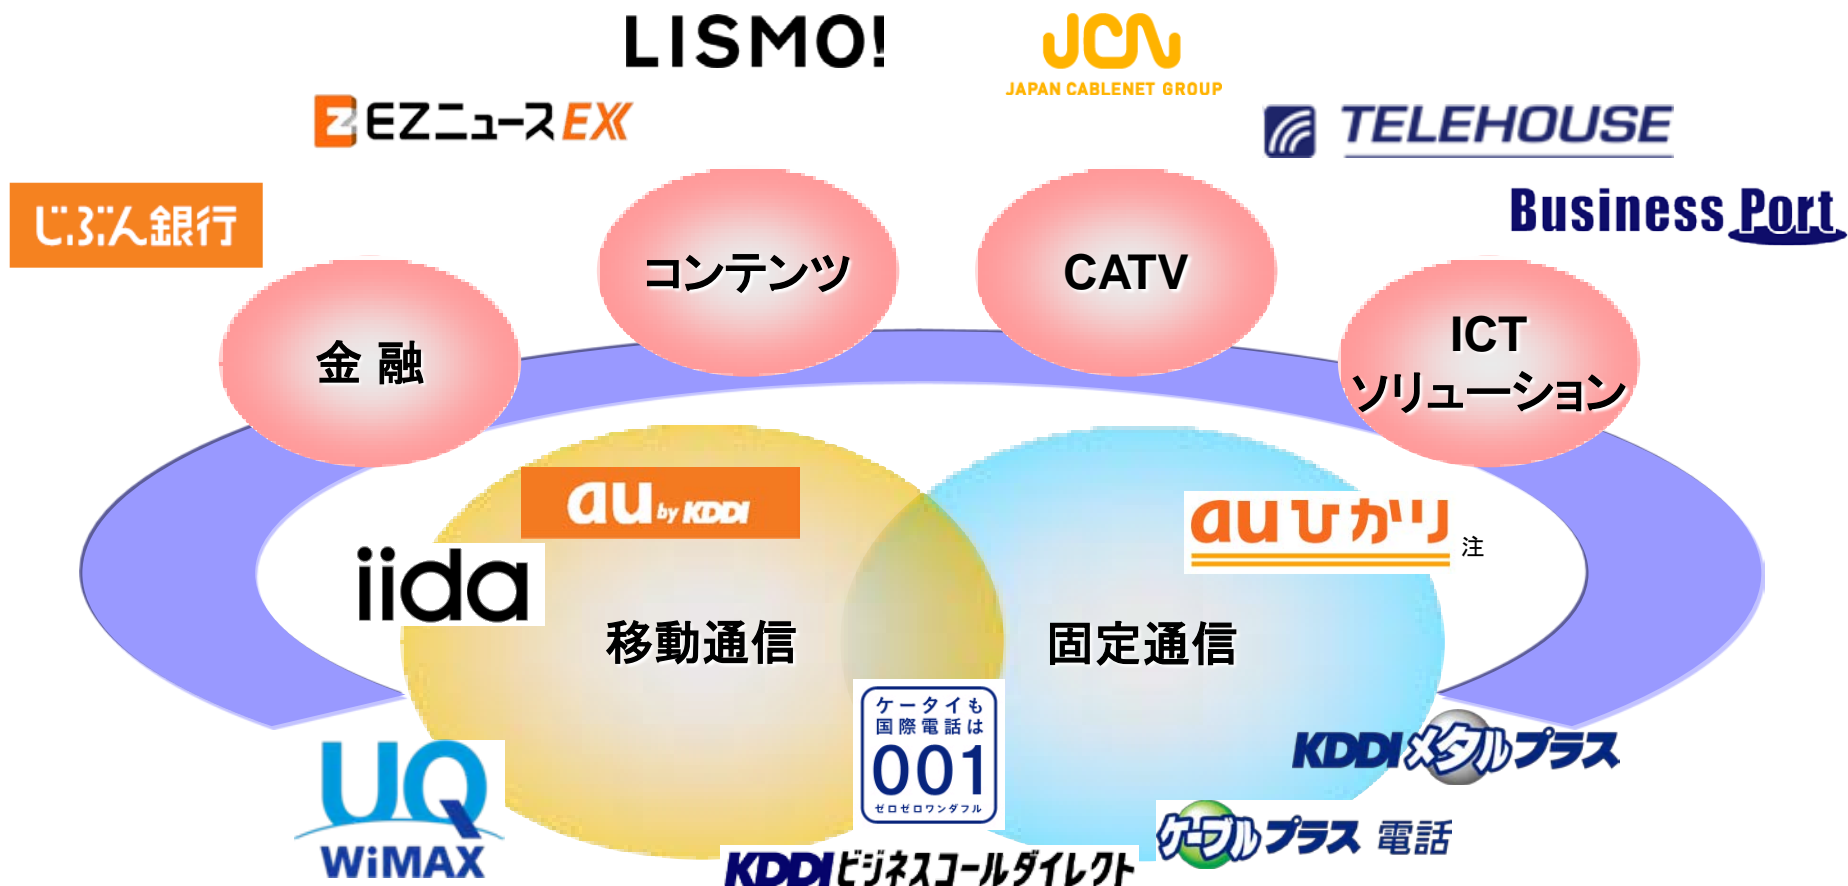 LISMO!
JCN
JAPAN CABLENET GROUP
EZニュースEX
TELEHOUSE
じぶん銀行
Business Port
コンテンツ
CATV
金 融
ICT
ソリューション
au by KDDI
auひかり 注
iida
移動通信
固定通信
ケータイも
国際電話は
001
ゼロゼロワンダフル
UQ
WiMAX
KDDIメタルプラス
ケーブルプラス 電話
KDDIビジネスコールダイレクト